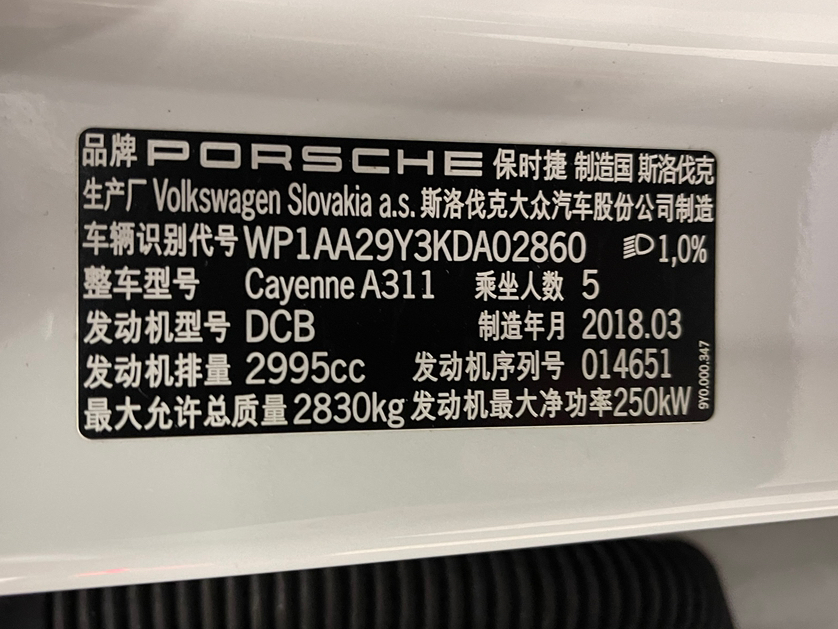 品牌 PORSCHE 保时捷 制造国 斯洛伐克
生产厂 Volkswagen Slovakia a.s. 斯洛伐克大众汽车股份公司制造
车辆识别代号 WP1AA29Y3KDA02860 1,0%
整车型号 Cayenne A311 乘坐人数 5
发动机型号 DCB 制造年月 2018.03
发动机排量 2995cc 发动机序列号 014651
最大允许总质量 2830kg 发动机最大净功率 250kW
9Y0.000.347